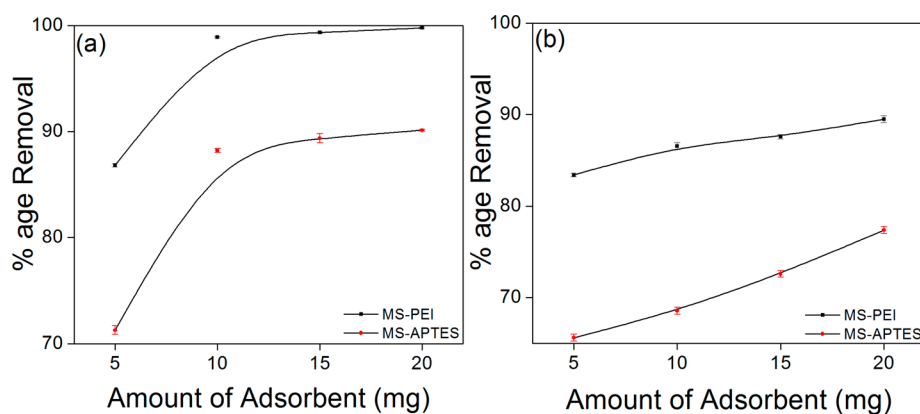 (a)
% age Removal
100
90
80
70
5
10
15
20
MS-PEI
MS-APTES
Amount of Adsorbent (mg)
(b)
% age Removal
100
90
80
70
5
10
15
20
MS-PEI
MS-APTES
Amount of Adsorbent (mg)